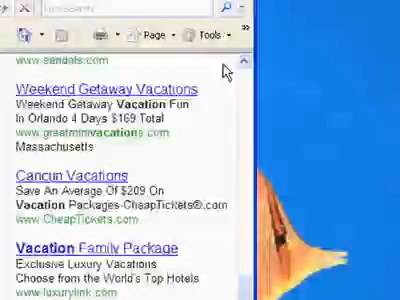 Page
Tools
www.sandals.com
Weekend Getaway Vacations
Weekend Getaway Vacation Fun
In Orlando 4 Days $169 Total
www.greatminivacations.com
Massachusetts
Cancun Vacations
Save An Average Of $209 On
Vacation Packages-CheapTickets®.com
www.CheapTickets.com
Vacation Family Package
Exclusive Luxury Vacations
Choose from the World's Top Hotels
www.luxurylink.com